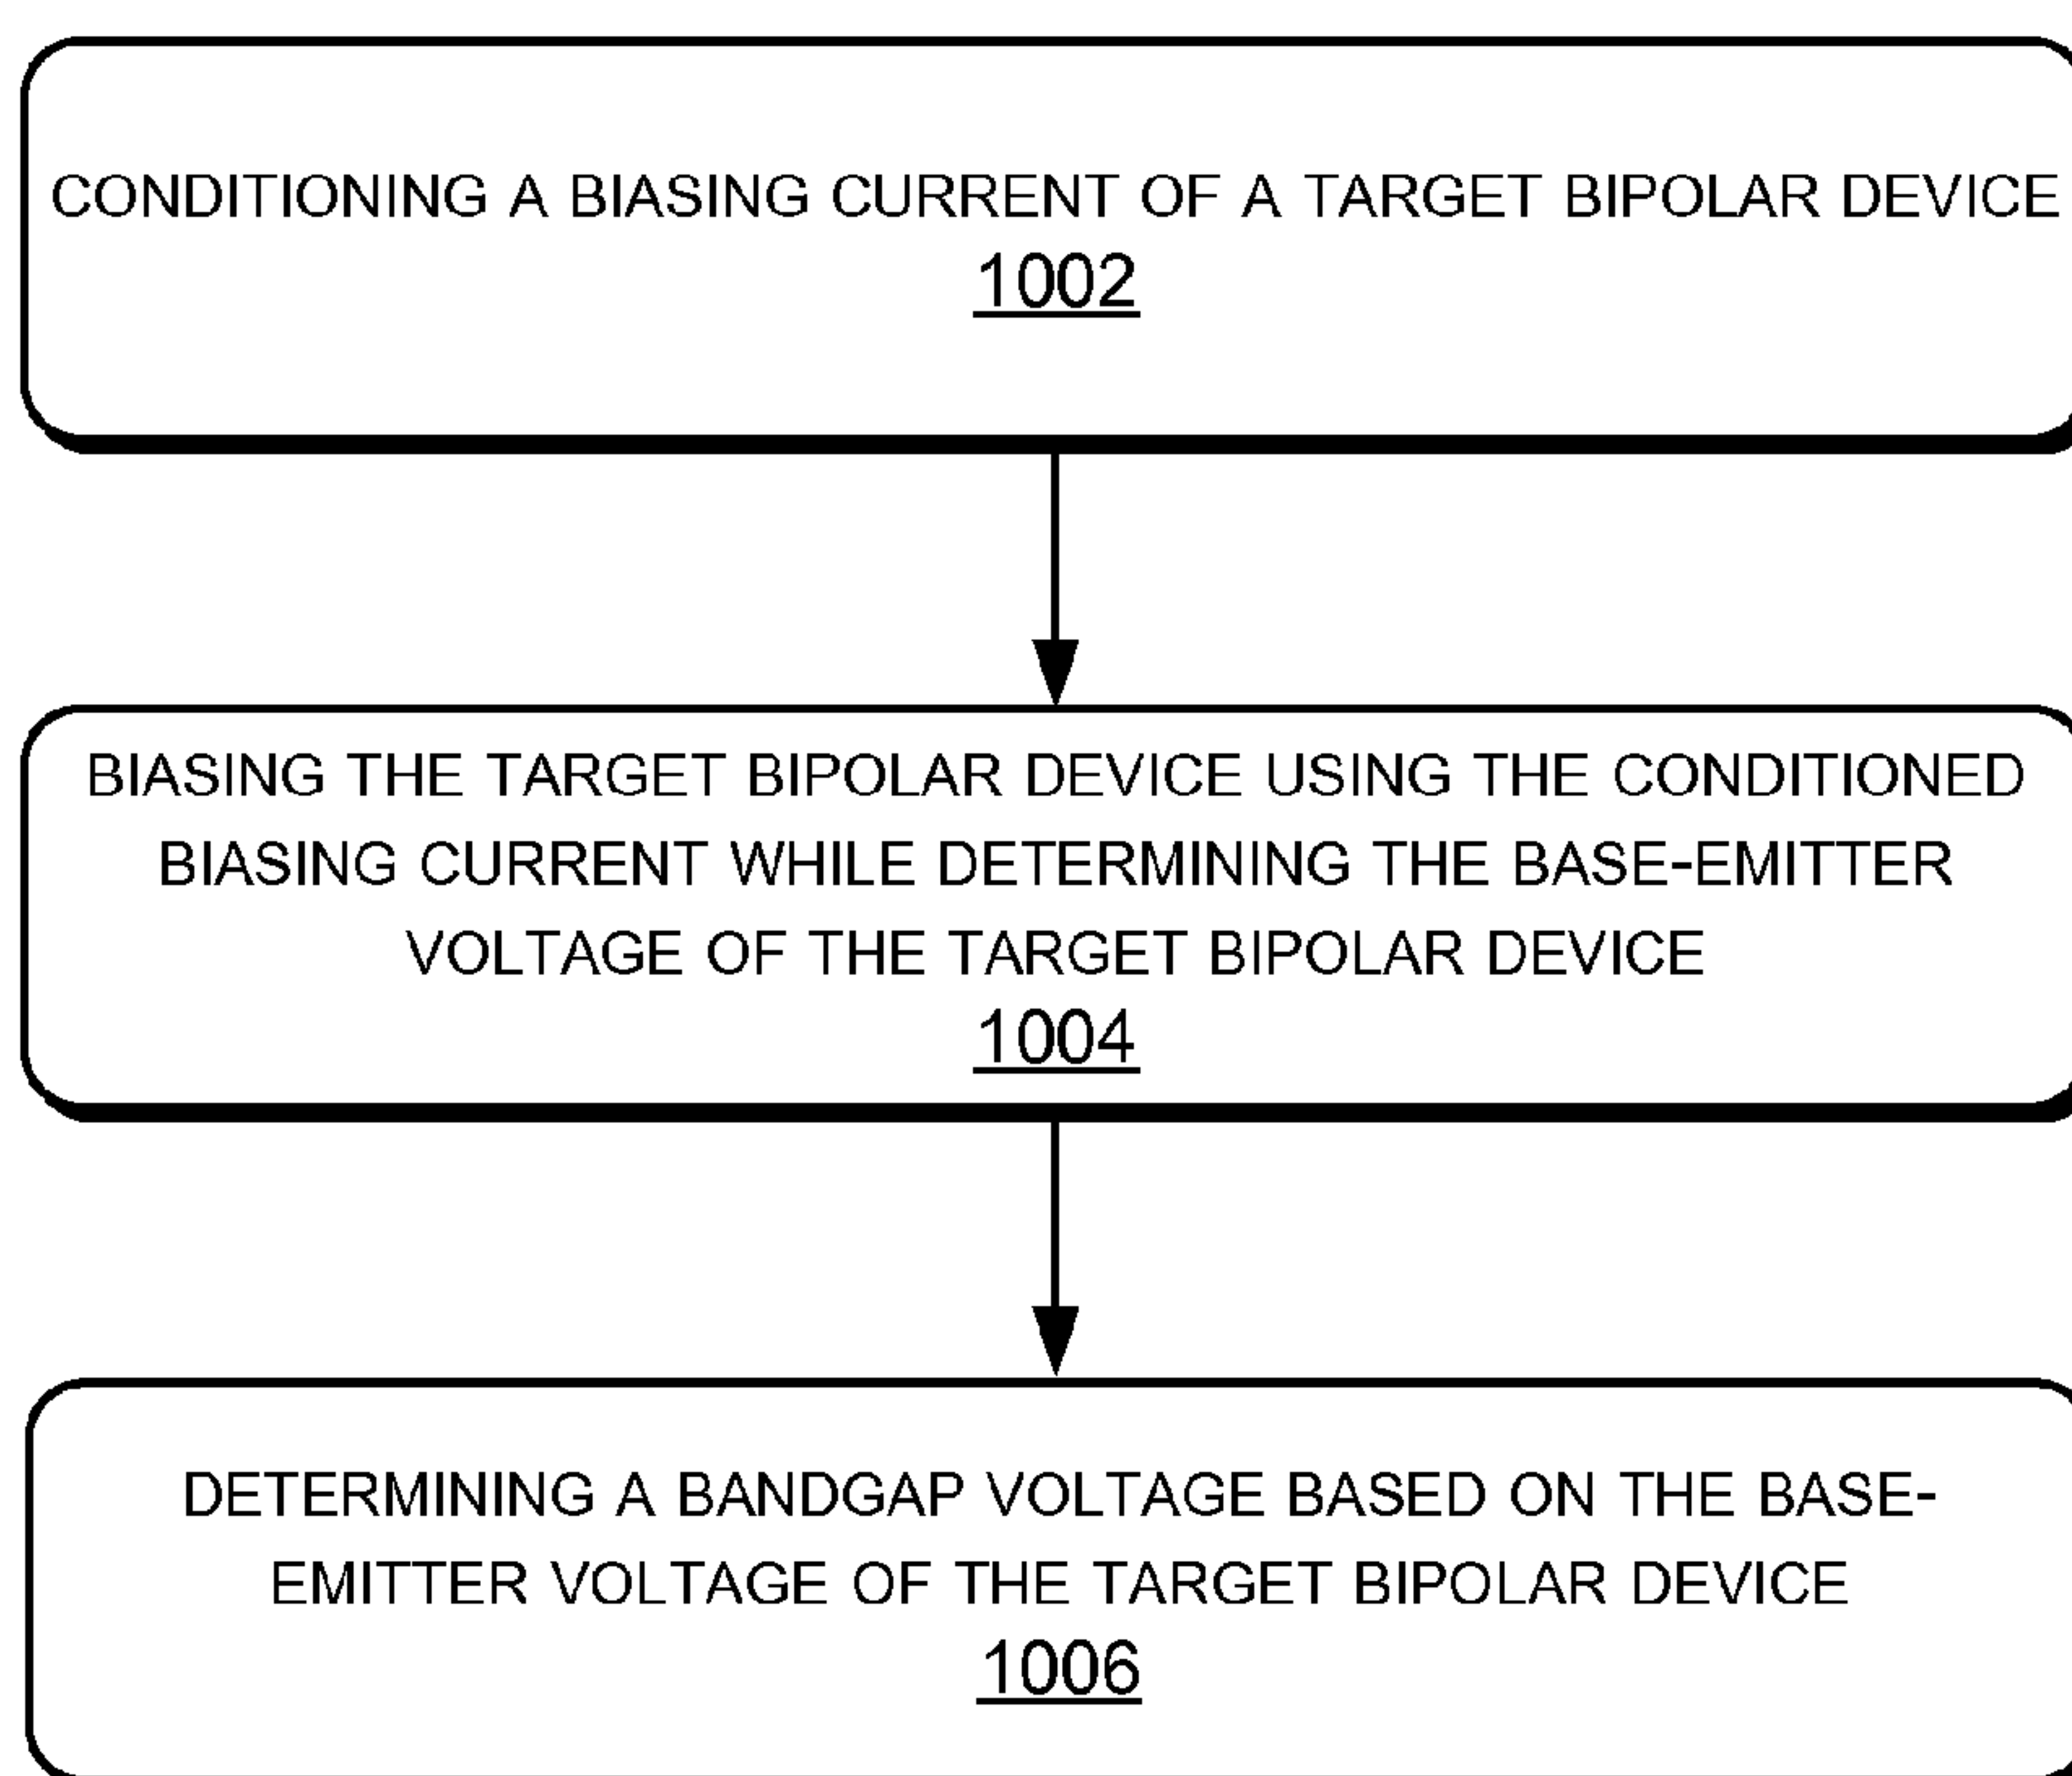 CONDITIONING A BIASING CURRENT OF A TARGET BIPOLAR DEVICE
1002
BIASING THE TARGET BIPOLAR DEVICE USING THE CONDITIONED
BIASING CURRENT WHILE DETERMINING THE BASE-EMITTER
VOLTAGE OF THE TARGET BIPOLAR DEVICE
1004
DETERMINING A BANDGAP VOLTAGE BASED ON THE BASE-
EMITTER VOLTAGE OF THE TARGET BIPOLAR DEVICE
1006